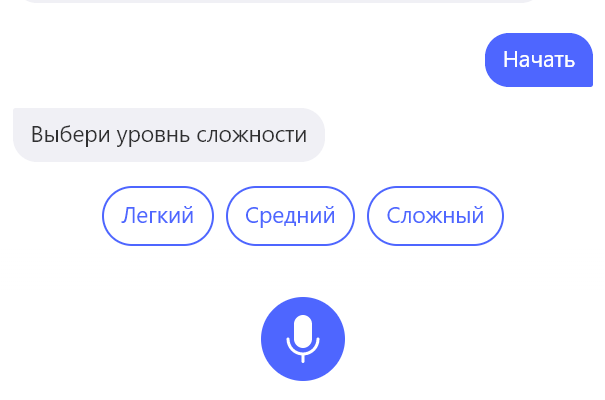 Начать
Выбери уровнь сложности
Легкий Средний Сложный